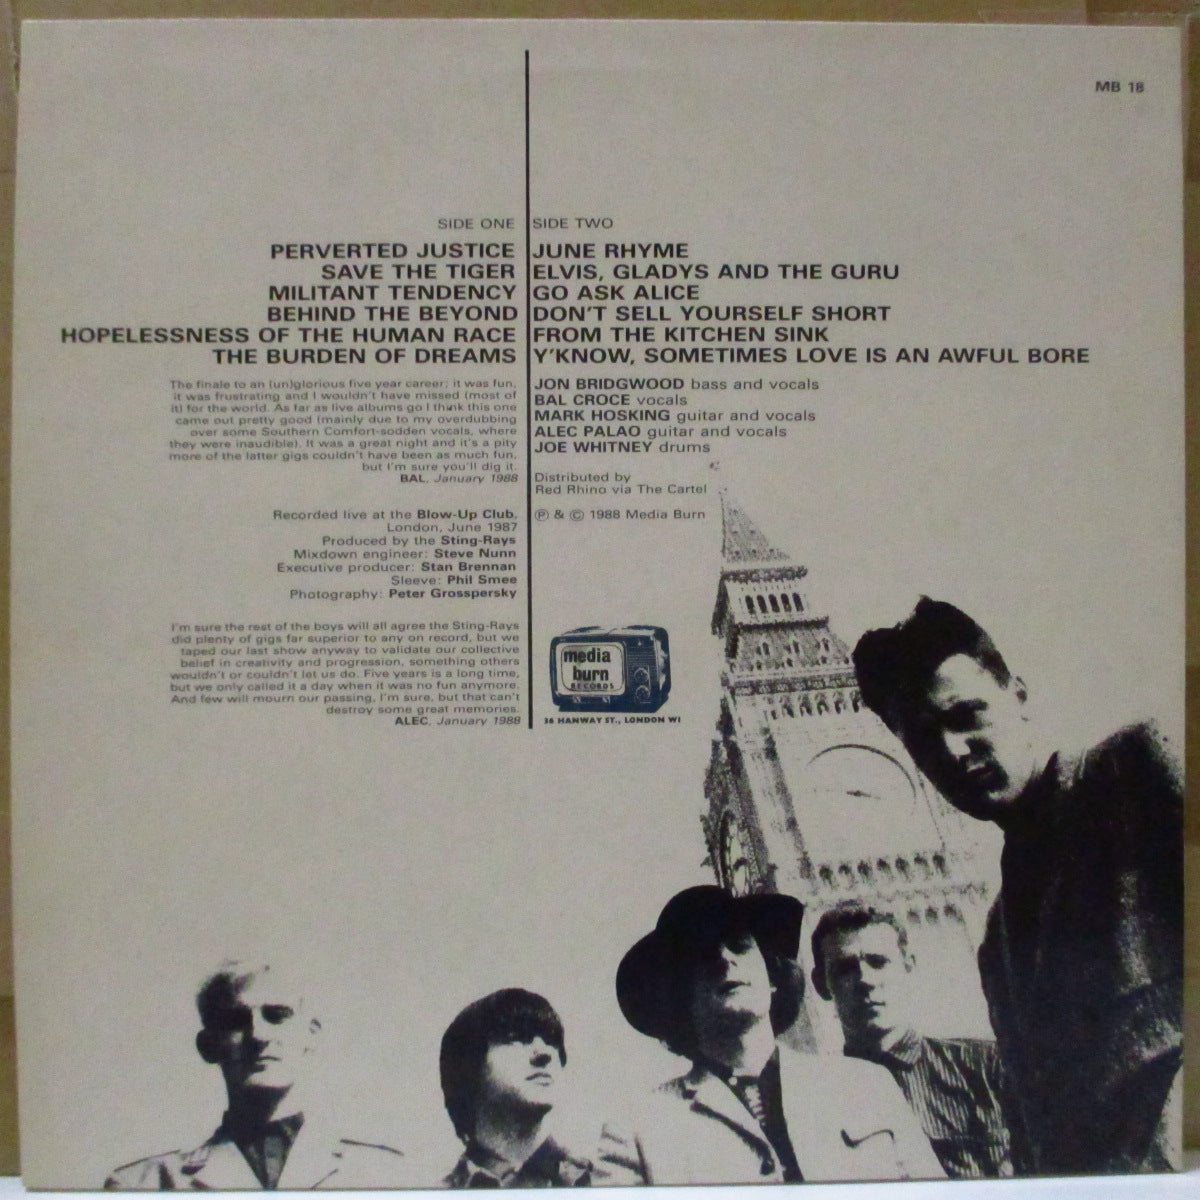 MB 18
SIDE ONE
PERVERTED JUSTICE
SAVE THE TIGER
MILITANT TENDENCY
BEHIND THE BEYOND
HOPELESSNESS OF THE HUMAN RACE
THE BURDEN OF DREAMS
The finale to an (un)glorious five year career; it was fun,
it was frustrating and I wouldn't have missed (most of
it) for the world. As far as live albums go I think this one
came out pretty good (mainly due to my overdubbing
over some Southern Comfort-sodden vocals, where
they were inaudible). It was a great night and it's a pity
more of the latter gigs couldn't have been as much fun,
but I'm sure you'll dig it.
BAL, January 1988
Recorded live at the Blow-Up Club,
London, June 1987
Produced by the Sting-Rays
Mixdown engineer: Steve Nunn
Executive producer: Stan Brennan
Sleeve: Phil Smee
Photography: Peter Grosspersky
I'm sure the rest of the boys will all agree the Sting-Rays
did plenty of gigs far superior to any on record, but we
taped our last show anyway to validate our collective
belief in creativity and progression, something others
wouldn't or couldn't let us do. Five years is a long time,
but we only called it a day when it was no fun anymore.
And few will mourn our passing, I'm sure, but that can't
destroy some great memories.
ALEC, January 1988
SIDE TWO
JUNE RHYME
ELVIS, GLADYS AND THE GURU
GO ASK ALICE
DON'T SELL YOURSELF SHORT
FROM THE KITCHEN SINK
Y'KNOW, SOMETIMES LOVE IS AN AWFUL BORE
JON BRIDGWOOD bass and vocals
BAL CROCE vocals
MARK HOSKING guitar and vocals
ALEC PALAO guitar and vocals
JOE WHITNEY drums
Distributed by
Red Rhino via The Cartel
℗ & © 1988 Media Burn
media
burn
RECORDS
36 HANWAY ST., LONDON W1